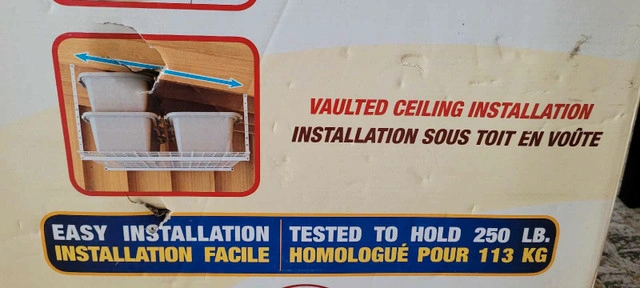 VAULTED CEILING INSTALLATION
INSTALLATION SOUS TOIT EN VOÛTE
EASY INSTALLATION
INSTALLATION FACILE
TESTED TO HOLD 250 LB.
HOMOLOGUÉ POUR 113 KG